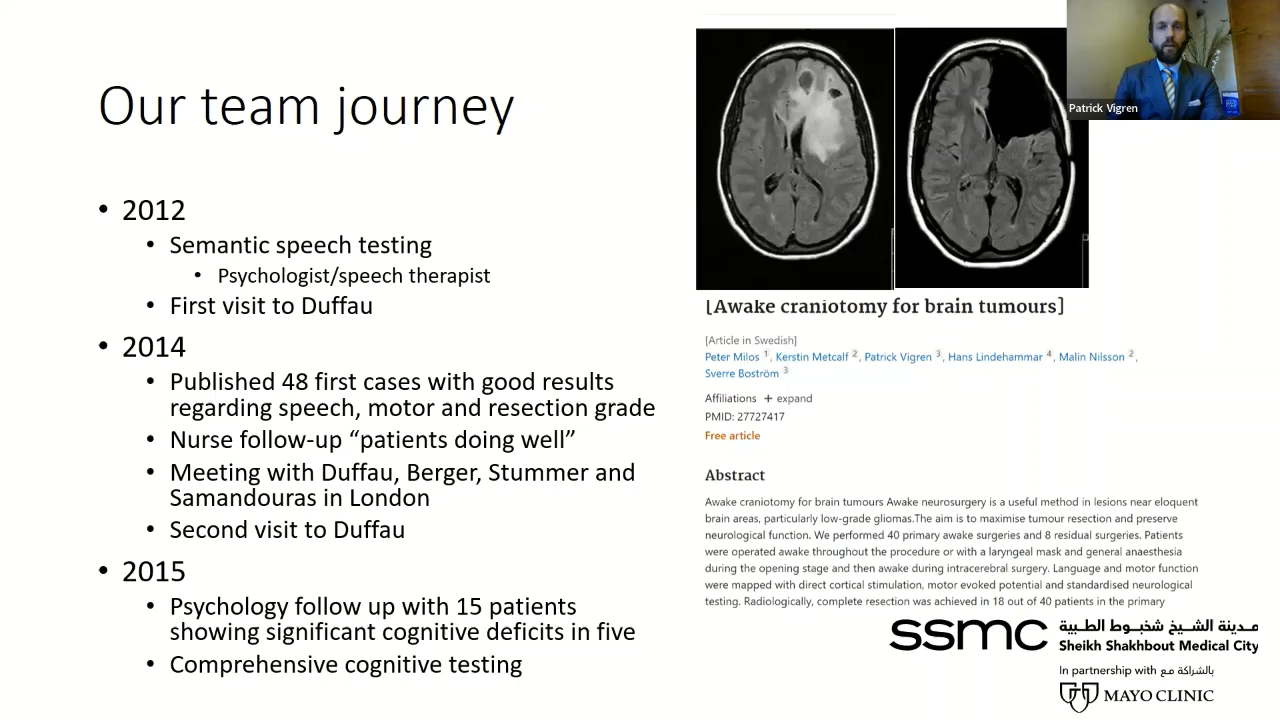 Our team journey
• 2012
• Semantic speech testing
• Psychologist/speech therapist
• First visit to Duffau
• 2014
• Published 48 first cases with good results
regarding speech, motor and resection grade
• Nurse follow-up “patients doing well”
• Meeting with Duffau, Berger, Stummer and
Samandouras in London
• Second visit to Duffau
• 2015
• Psychology follow up with 15 patients
showing significant cognitive deficits in five
• Comprehensive cognitive testing
Patrick Vigren
[Awake craniotomy for brain tumours]
[Article in Swedish]
Peter Milos 1, Kerstin Metcalf 2, Patrick Vigren 3, Hans Lindehammar 4, Malin Nilsson 2,
Sverre Boström 3
Affiliations + expand
PMID: 27727417
Free article
Abstract
Awake craniotomy for brain tumours Awake neurosurgery is a useful method in lesions near eloquent
brain areas, particularly low-grade gliomas.The aim is to maximise tumour resection and preserve
neurological function. We performed 40 primary awake surgeries and 8 residual surgeries. Patients
were operated awake throughout the procedure or with a laryngeal mask and general anaesthesia
during the opening stage and then awake during intracerebral surgery. Language and motor function
were mapped with direct cortical stimulation, motor evoked potential and standardised neurological
testing. Radiologically, complete resection was achieved in 18 out of 40 patients in the primary
ssmc
مدينة الشيخ شخبوط الطبية
Sheikh Shakhbout Medical City
In partnership with بالشراكة مع
MAYO CLINIC